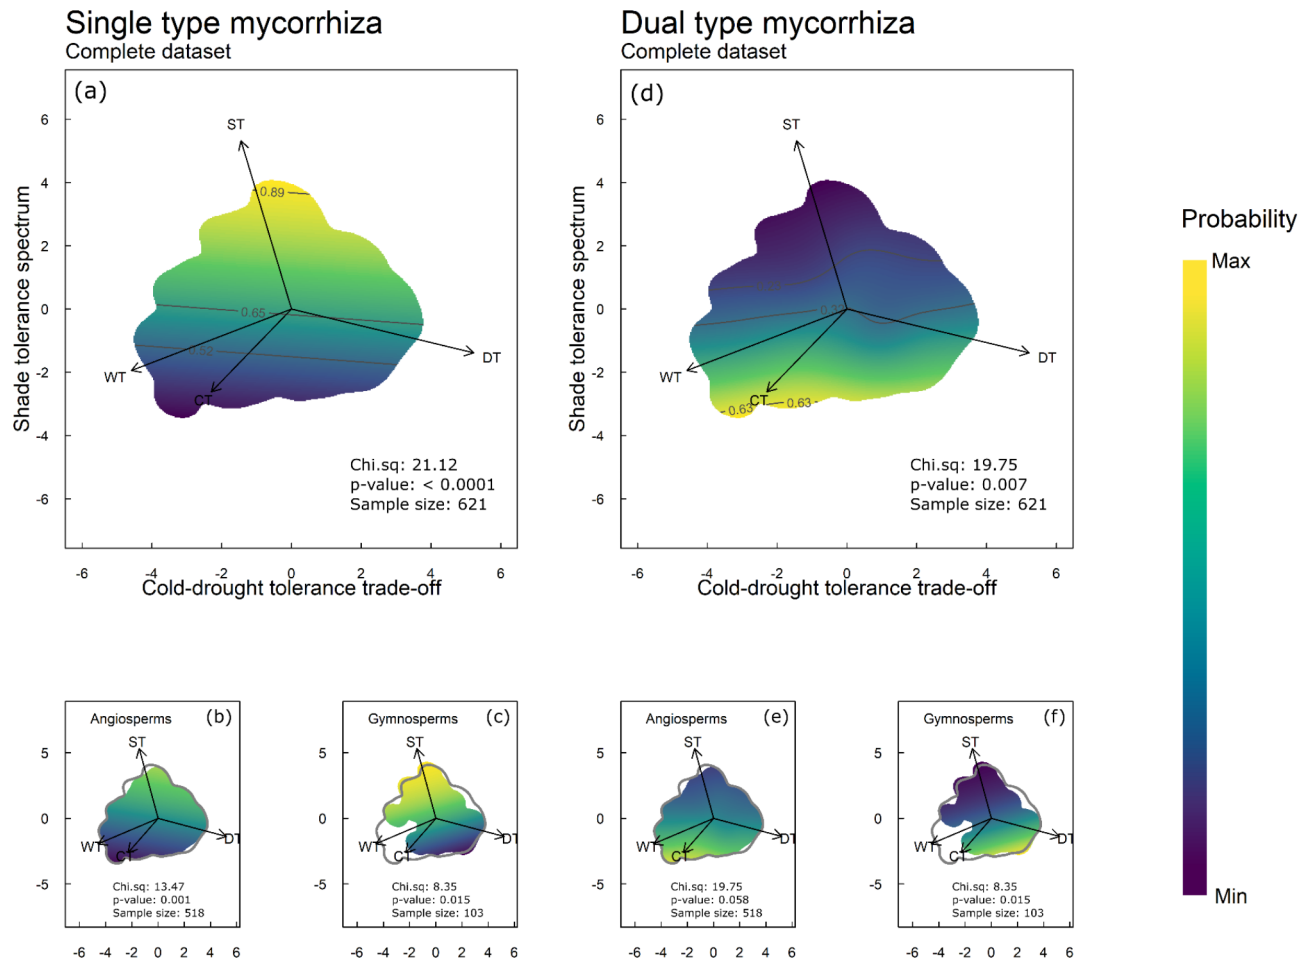 Single type mycorrhiza
Complete dataset
(a)
ST
0.89
0.65
0.52
WT
CT
DT
Chi.sq: 21.12
p-value: < 0.0001
Sample size: 621
6
4
2
0
-2
-4
-6
Shade tolerance spectrum
-6 -4 -2 0 2 4 6
Cold-drought tolerance trade-off
Dual type mycorrhiza
Complete dataset
(d)
ST
0.63
0.63
WT
CT
DT
Chi.sq: 19.75
p-value: 0.007
Sample size: 621
6
4
2
0
-2
-4
-6
Shade tolerance spectrum
-6 -4 -2 0 2 4 6
Cold-drought tolerance trade-off
Probability
Max
Min
Angiosperms
(b)
ST
WT
CT
DT
Chi.sq: 13.47
p-value: 0.001
Sample size: 518
5
0
-5
-6 -4 -2 0 2 4 6
Gymnosperms
(c)
ST
WT
CT
DT
Chi.sq: 8.35
p-value: 0.015
Sample size: 103
5
0
-5
-6 -4 -2 0 2 4 6
Angiosperms
(e)
ST
WT
CT
DT
Chi.sq: 19.75
p-value: 0.058
Sample size: 518
5
0
-5
-6 -4 -2 0 2 4 6
Gymnosperms
(f)
ST
WT
CT
DT
Chi.sq: 8.35
p-value: 0.015
Sample size: 103
5
0
-5
-6 -4 -2 0 2 4 6